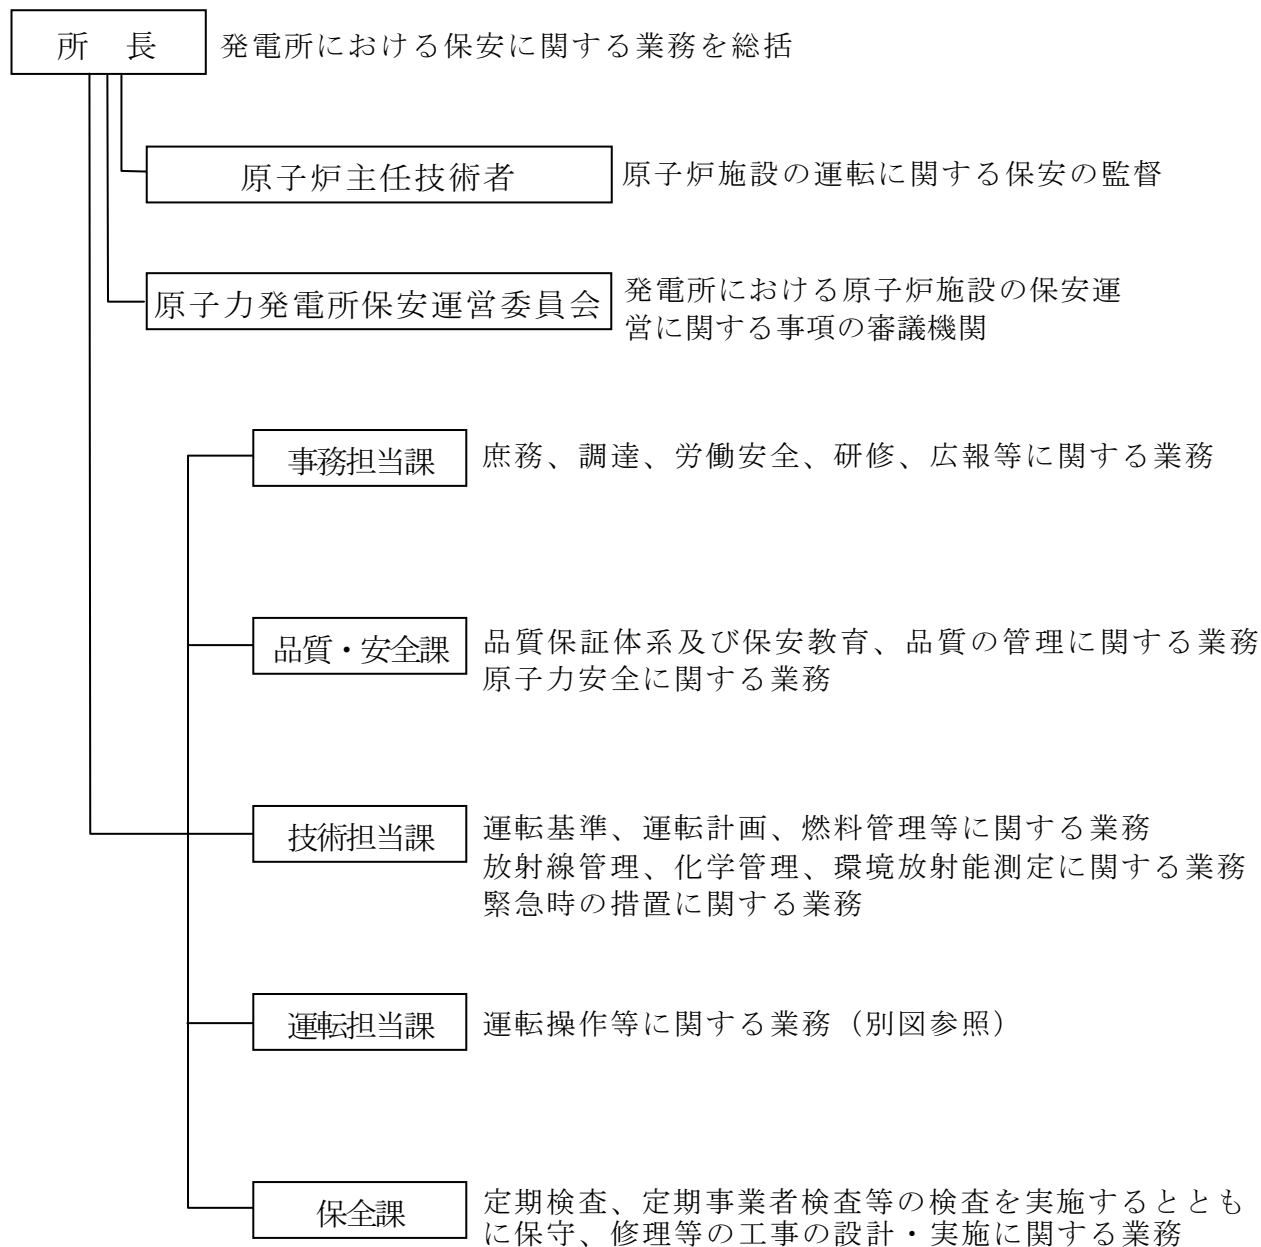 所　長
発電所における保安に関する業務を総括
原子炉主任技術者
原子炉施設の運転に関する保安の監督
原子力発電所保安運営委員会
発電所における原子炉施設の保安運
営に関する事項の審議機関
事務担当課
庶務、調達、労働安全、研修、広報等に関する業務
品質・安全課
品質保証体系及び保安教育、品質の管理に関する業務
原子力安全に関する業務
技術担当課
運転基準、運転計画、燃料管理等に関する業務
放射線管理、化学管理、環境放射能測定に関する業務
緊急時の措置に関する業務
運転担当課
運転操作等に関する業務（別図参照）
保全課
定期検査、定期事業者検査等の検査を実施するととも
に保守、修理等の工事の設計・実施に関する業務